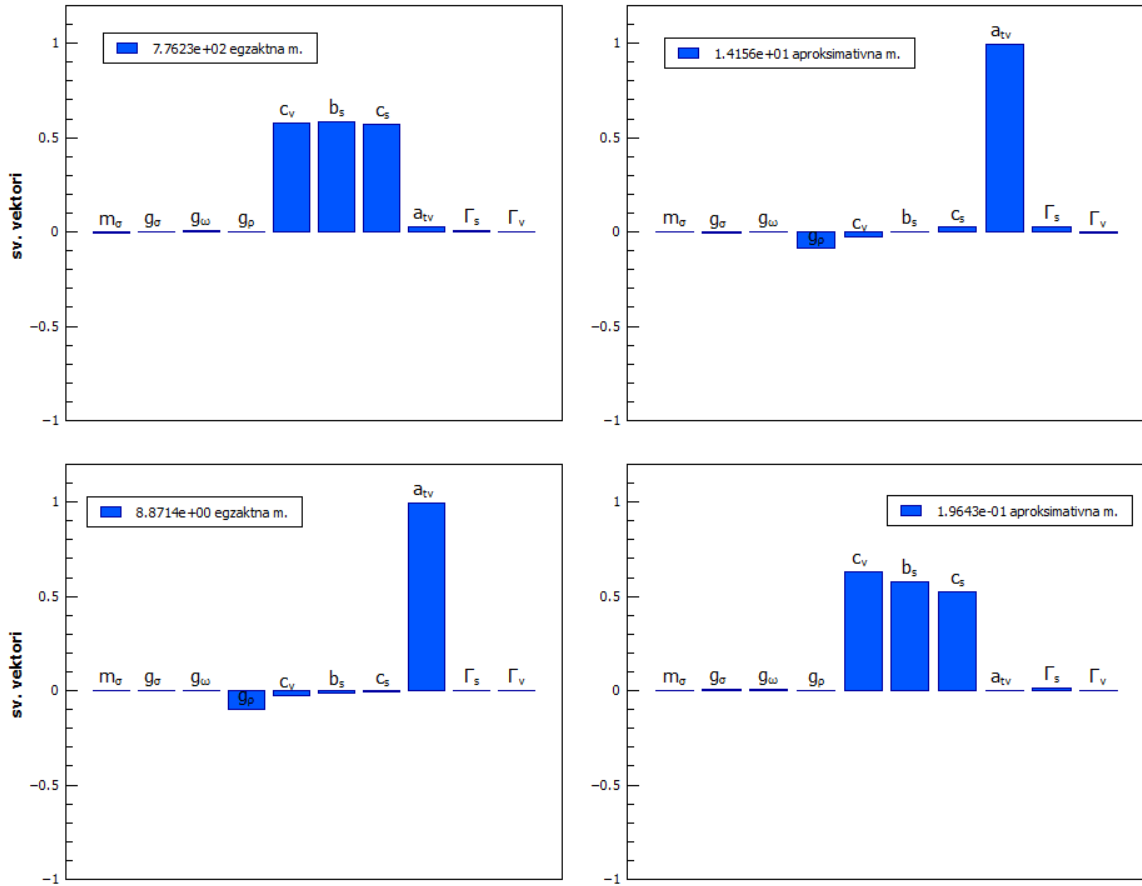 1
0.5
0
−0.5
−1
sv. vektori
7.7623e+02 egzaktna m.
mσ gσ gω gρ cv bs cs atv Γs Γv
1
0.5
0
−0.5
−1
1.4156e+01 aproksimativna m.
mσ gσ gω gρ cv bs cs atv Γs Γv
1
0.5
0
−0.5
−1
sv. vektori
8.8714e+00 egzaktna m.
mσ gσ gω gρ cv bs cs atv Γs Γv
1
0.5
0
−0.5
−1
1.9643e-01 aproksimativna m.
mσ gσ gω gρ cv bs cs atv Γs Γv